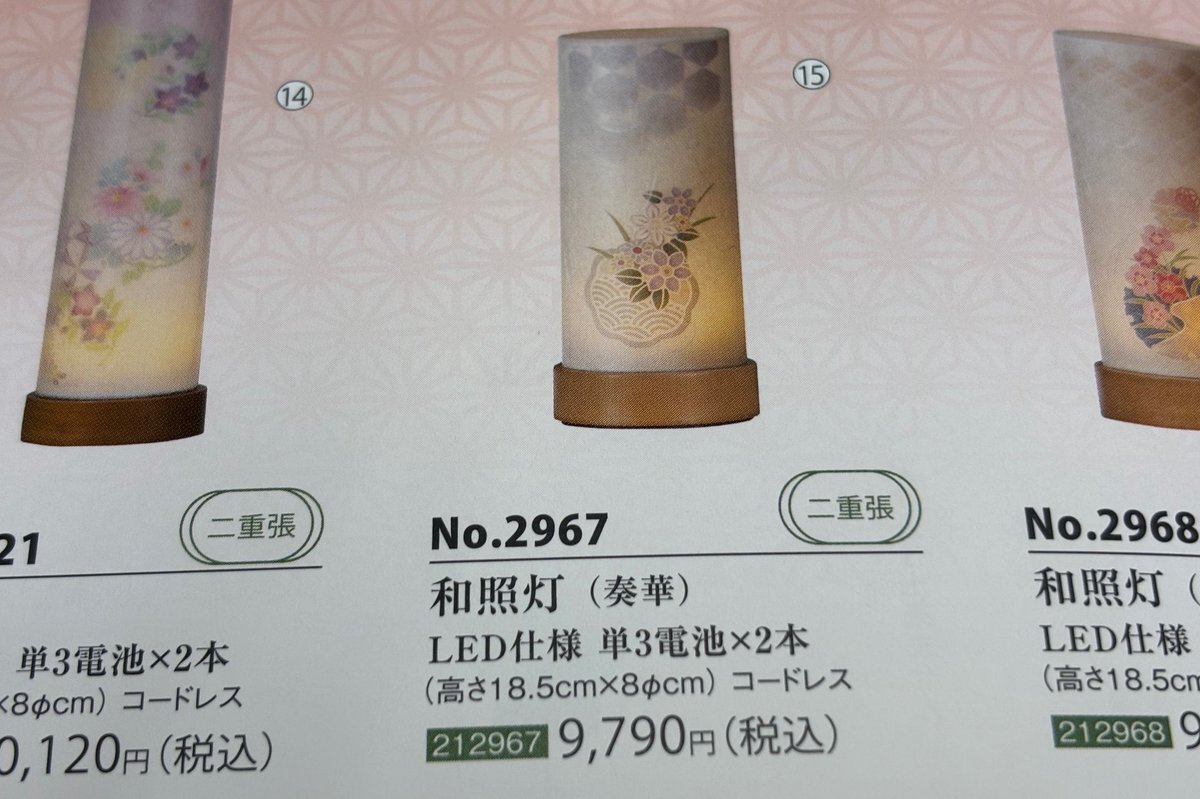 ⑭
⑮
二重張
21
単3電池×2本
×8φcm）コードレス
0,120円（税込）
二重張
No.2967
和照灯（奏華）
LED仕様 単3電池×2本
（高さ18.5cm×8φcm）コードレス
212967 9,790円（税込）
No.2968
和照灯（
LED仕様
（高さ18.5cm
212968 9